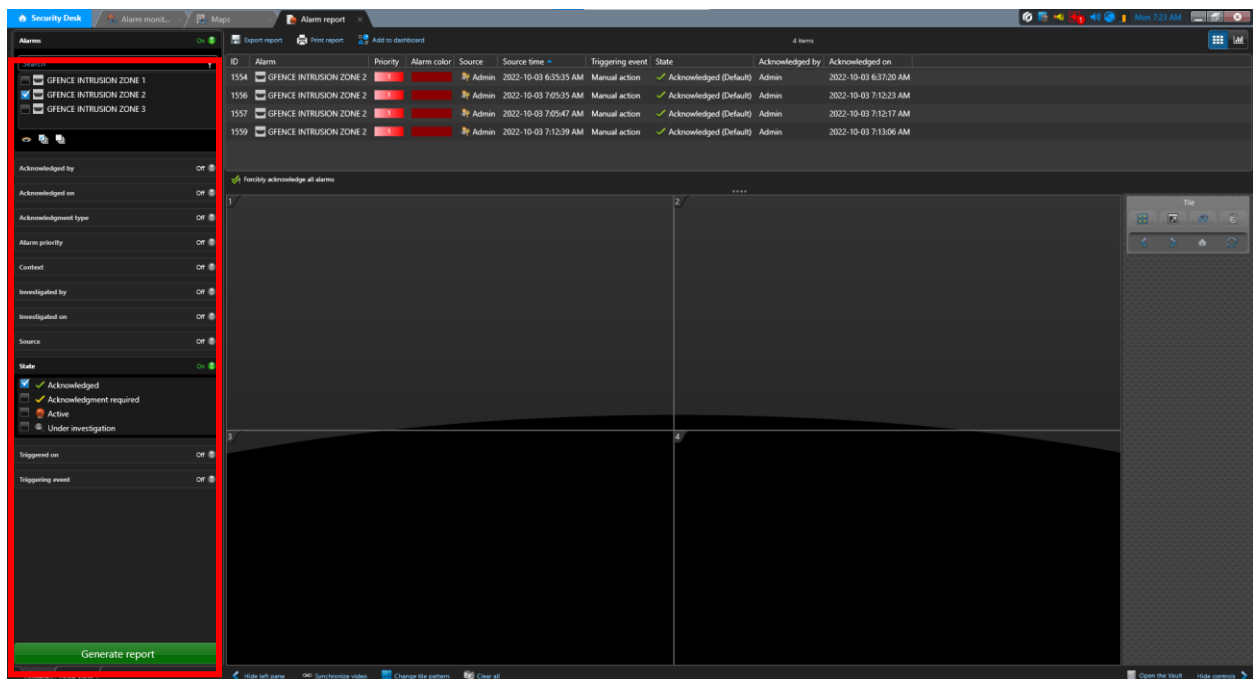 Security Desk Alarm monit... Maps Alarm report Mon 7:23 AM
Alarms On
Export report Print report Add to dashboard 4 items
Search
GFENCE INTRUSION ZONE 1
GFENCE INTRUSION ZONE 2
GFENCE INTRUSION ZONE 3
Acknowledged by Off
Acknowledged on Off
Acknowledgment type Off
Alarm priority Off
Context Off
Investigated by Off
Investigated on Off
Source Off
State On
Acknowledged
Acknowledgment required
Active
Under investigation
Triggered on Off
Triggering event Off
Generate report
ID Alarm Priority Alarm color Source Source time Triggering event State Acknowledged by Acknowledged on
1554 GFENCE INTRUSION ZONE 2 1 Admin 2022-10-03 6:35:35 AM Manual action Acknowledged (Default) Admin 2022-10-03 6:37:20 AM
1556 GFENCE INTRUSION ZONE 2 1 Admin 2022-10-03 7:05:35 AM Manual action Acknowledged (Default) Admin 2022-10-03 7:12:23 AM
1557 GFENCE INTRUSION ZONE 2 1 Admin 2022-10-03 7:05:47 AM Manual action Acknowledged (Default) Admin 2022-10-03 7:12:17 AM
1559 GFENCE INTRUSION ZONE 2 1 Admin 2022-10-03 7:12:39 AM Manual action Acknowledged (Default) Admin 2022-10-03 7:13:06 AM
Forcibly acknowledge all alarms
1 2
3 4
Tile
Hide left pane Synchronize video Change tile pattern Clear all Open the Vault Hide controls